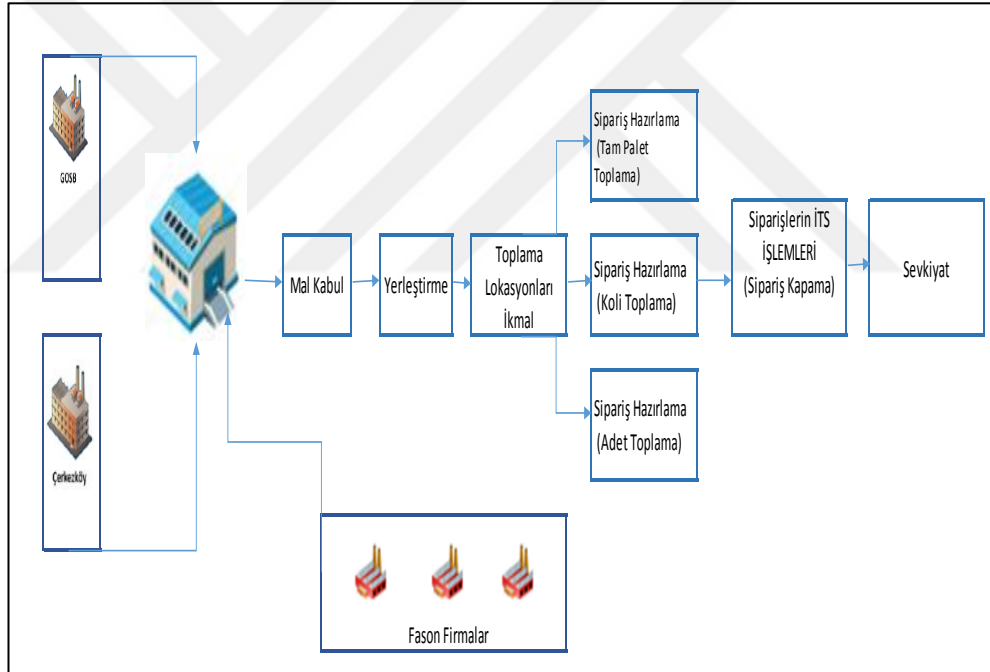 GOSB
Çerkezköy
Mal Kabul
Yerleştirme
Toplama
Lokasyonları
İkmal
Sipariş Hazırlama
(Tam Palet
Toplama)
Sipariş Hazırlama
(Koli Toplama)
Sipariş Hazırlama
(Adet Toplama)
Siparişlerin İTS
İŞLEMLERİ
(Sipariş Kapama)
Sevkiyat
Fason Firmalar